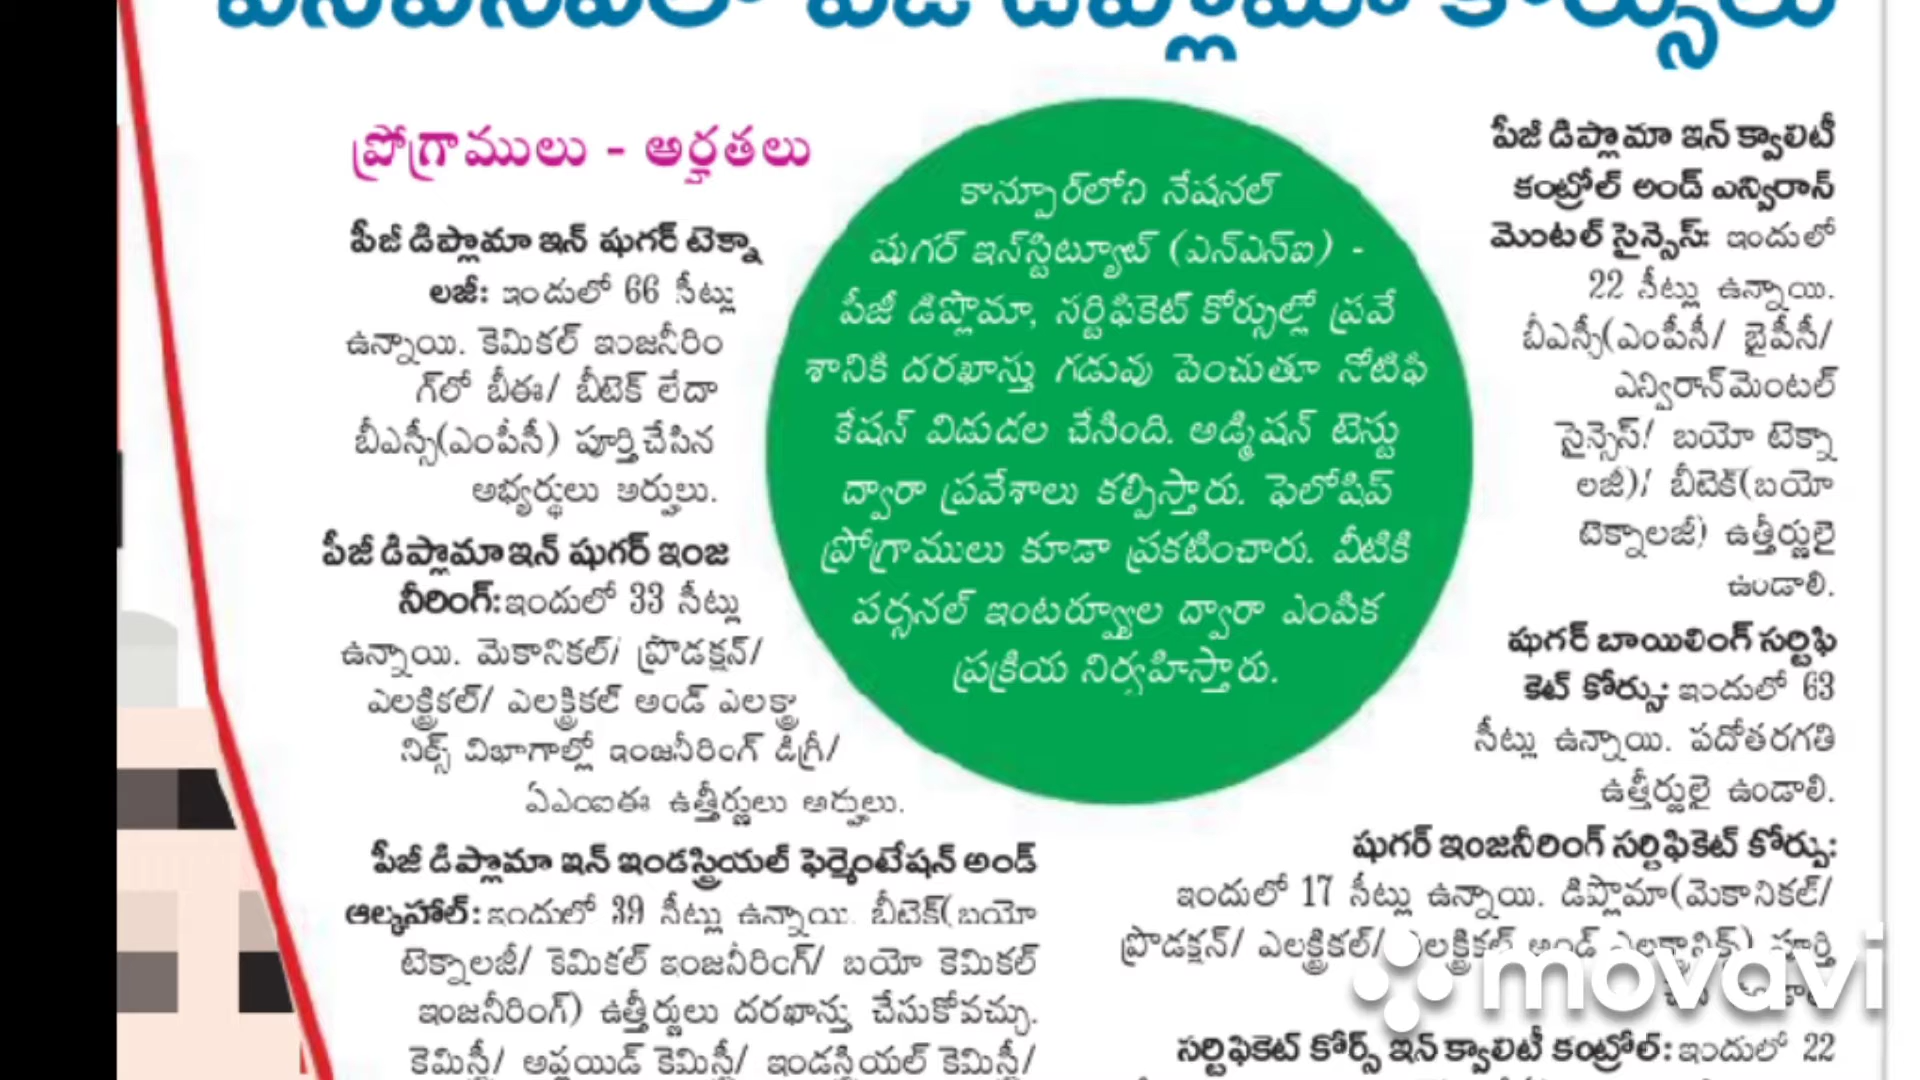 పీజీ డిప్లొమా కోర్సులు
ప్రోగ్రాములు - అర్హతలు
పీజీ డిప్లొమా ఇన్ షుగర్ టెక్నా
లజీ: ఇందులో 66 సీట్లు
ఉన్నాయి. కెమికల్ ఇంజనీరిం
గ్‌లో బీఈ/ బీటెక్ లేదా
బీఎస్సీ(ఎంపీసీ) పూర్తిచేసిన
అభ్యర్థులు అర్హులు.
పీజీ డిప్లొమా ఇన్ షుగర్ ఇంజ
నీరింగ్: ఇందులో 33 సీట్లు
ఉన్నాయి. మెకానికల్/ ప్రొడక్షన్/
ఎలక్ట్రికల్/ ఎలక్ట్రికల్ అండ్ ఎలక్ట్రా
నిక్స్ విభాగాల్లో ఇంజనీరింగ్ డిగ్రీ/
ఏఎంఐఈ ఉత్తీర్ణులు అర్హులు.
పీజీ డిప్లొమా ఇన్ ఇండస్ట్రియల్ ఫెర్మెంటేషన్ అండ్
ఆల్కహాల్: ఇందులో 39 సీట్లు ఉన్నాయి. బీటెక్(బయో
టెక్నాలజీ/ కెమికల్ ఇంజనీరింగ్/ బయో కెమికల్
ఇంజనీరింగ్) ఉత్తీర్ణులు దరఖాస్తు చేసుకోవచ్చు.
కెమిస్ట్రీ/ అప్లయిడ్ కెమిస్ట్రీ/ ఇండస్ట్రియల్ కెమిస్ట్రీ/
కాన్పూర్‌లోని నేషనల్
షుగర్ ఇన్‌స్టిట్యూట్ (ఎన్ఎస్ఐ) -
పీజీ డిప్లొమా, సర్టిఫికెట్ కోర్సుల్లో ప్రవే
శానికి దరఖాస్తు గడువు పెంచుతూ నోటిఫి
కేషన్ విడుదల చేసింది. అడ్మిషన్ టెస్టు
ద్వారా ప్రవేశాలు కల్పిస్తారు. ఫెలోషిప్
ప్రోగ్రాములు కూడా ప్రకటించారు. వీటికి
పర్సనల్ ఇంటర్వ్యూల ద్వారా ఎంపిక
ప్రక్రియ నిర్వహిస్తారు.
పీజీ డిప్లొమా ఇన్ క్వాలిటీ
కంట్రోల్ అండ్ ఎన్విరాన్
మెంటల్ సైన్సెస్: ఇందులో
22 సీట్లు ఉన్నాయి.
బీఎస్సీ(ఎంపీసీ/ బైపీసీ/
ఎన్విరాన్‌మెంటల్
సైన్సెస్/ బయో టెక్నా
లజీ)/ బీటెక్(బయో
టెక్నాలజీ) ఉత్తీర్ణులై
ఉండాలి.
షుగర్ బాయిలింగ్ సర్టిఫి
కెట్ కోర్సు: ఇందులో 63
సీట్లు ఉన్నాయి. పదోతరగతి
ఉత్తీర్ణులై ఉండాలి.
షుగర్ ఇంజనీరింగ్ సర్టిఫికెట్ కోర్సు:
ఇందులో 17 సీట్లు ఉన్నాయి. డిప్లొమా(మెకానికల్/
ప్రొడక్షన్/ ఎలక్ట్రికల్/ ఎలక్ట్రికల్ అండ్ ఎలక్ట్రానిక్) పూర్తి
సర్టిఫికెట్ కోర్స్ ఇన్ క్వాలిటీ కంట్రోల్: ఇందులో 22
movavi